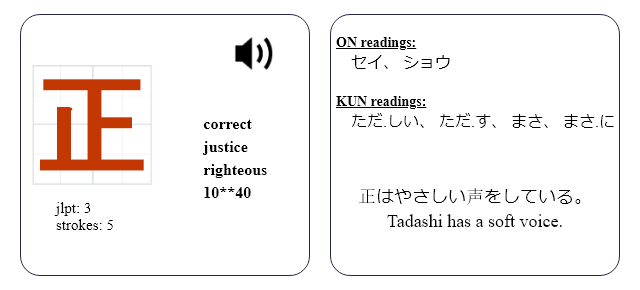 正
correct
justice
righteous
10**40
jlpt: 3
strokes: 5
ON readings:
セイ、 ショウ
KUN readings:
ただ.しい、 ただ.す、 まさ、 まさ.に
正はやさしい声をしている。
Tadashi has a soft voice.